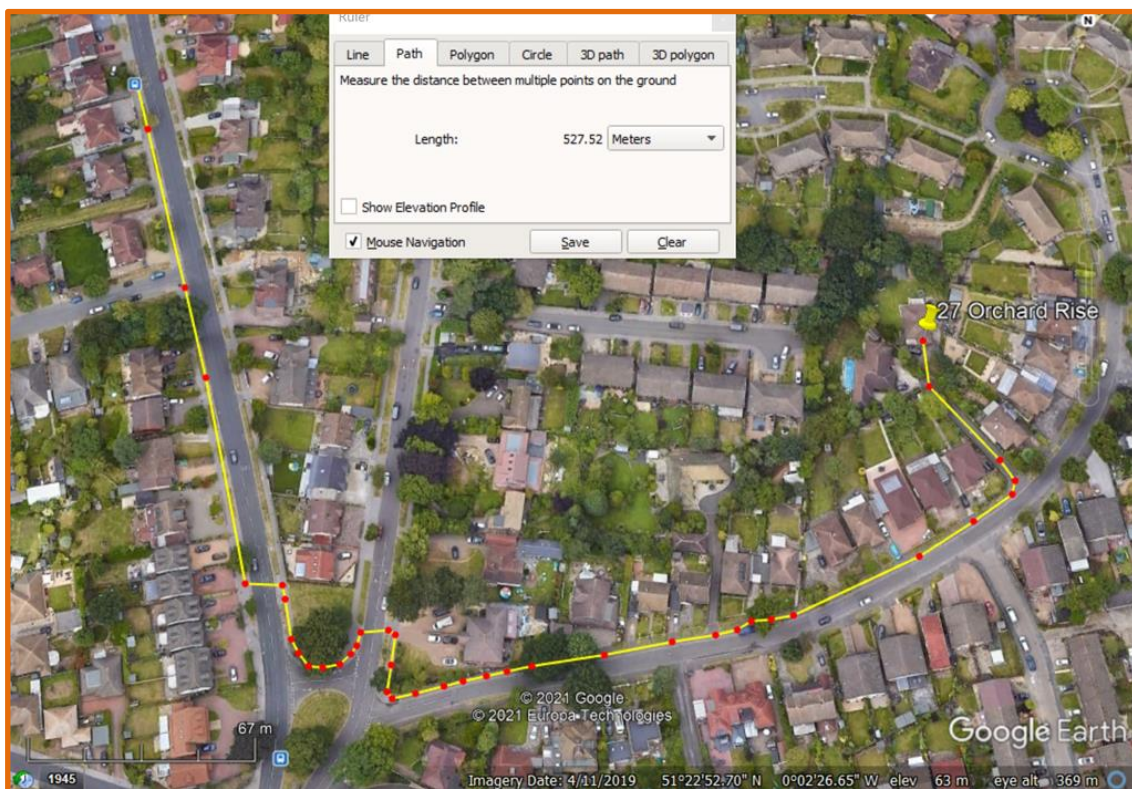 Ruler
N
Line Path Polygon Circle 3D path 3D polygon
Measure the distance between multiple points on the ground
Length: 527.52 Meters
Show Elevation Profile
Mouse Navigation Save Clear
27 Orchard Rise
© 2021 Google
© 2021 Europa Technologies
67 m
Google Earth
1945
Imagery Date: 4/11/2019 51°22'52.70" N 0°02'26.65" W elev 63 m eye alt 369 m